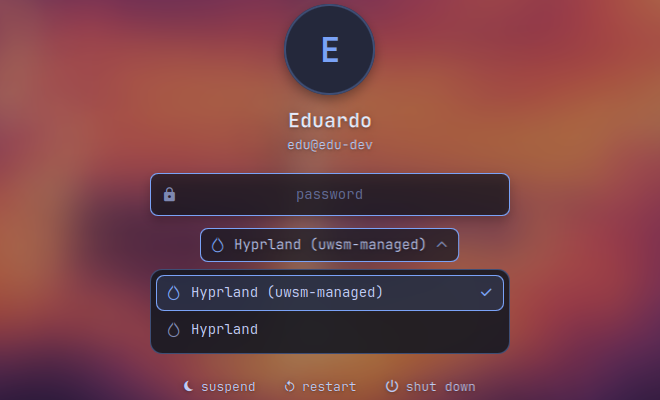 E
Eduardo
edu@edu-dev
password
Hyprland (uwsm-managed)
Hyprland (uwsm-managed)
Hyprland
suspend restart shut down